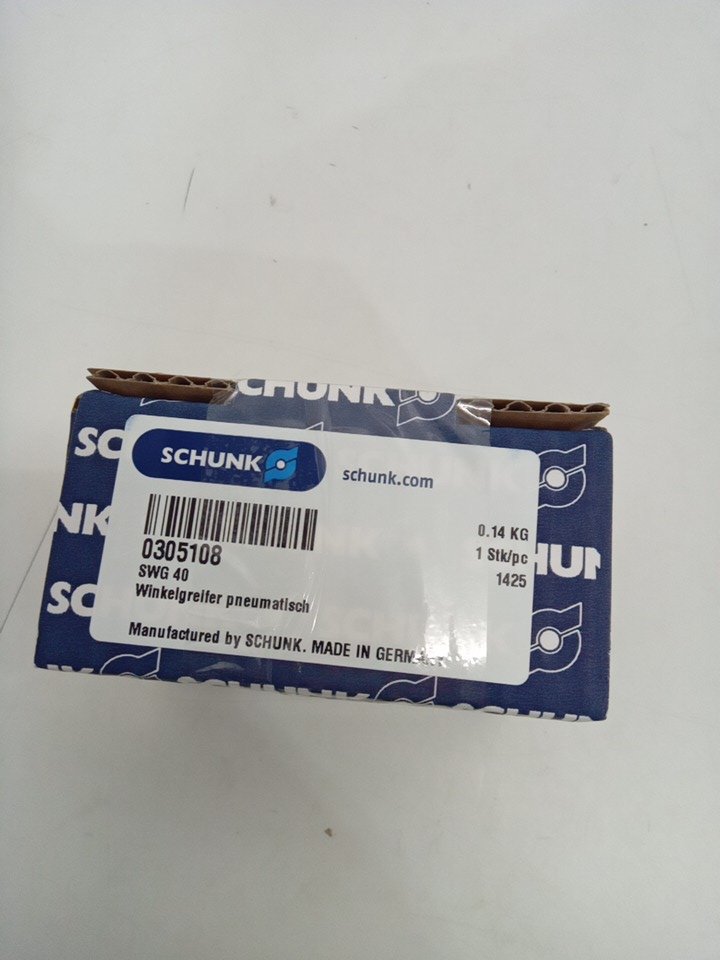 SCHUNK
SCHUNK
schunk.com
0305108
SWG 40
Winkelgreifer pneumatisch
Manufactured by SCHUNK. MADE IN
0.14 KG
1 Stk/pc
1425